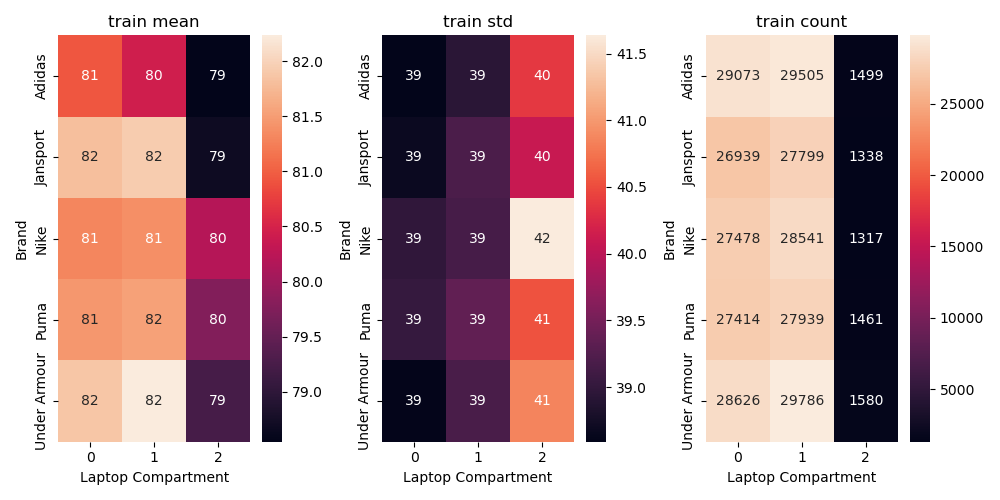 train mean
train std
train count
Brand
Adidas
81 80 79
Jansport
82 82 79
Nike
81 81 80
Puma
81 82 80
Under Armour
82 82 79
0 1 2
Laptop Compartment
82.0
81.5
81.0
80.5
80.0
79.5
79.0
Brand
Adidas
39 39 40
Jansport
39 39 40
Nike
39 39 42
Puma
39 39 41
Under Armour
39 39 41
0 1 2
Laptop Compartment
41.5
41.0
40.5
40.0
39.5
39.0
Brand
Adidas
29073 29505 1499
Jansport
26939 27799 1338
Nike
27478 28541 1317
Puma
27414 27939 1461
Under Armour
28626 29786 1580
0 1 2
Laptop Compartment
25000
20000
15000
10000
5000